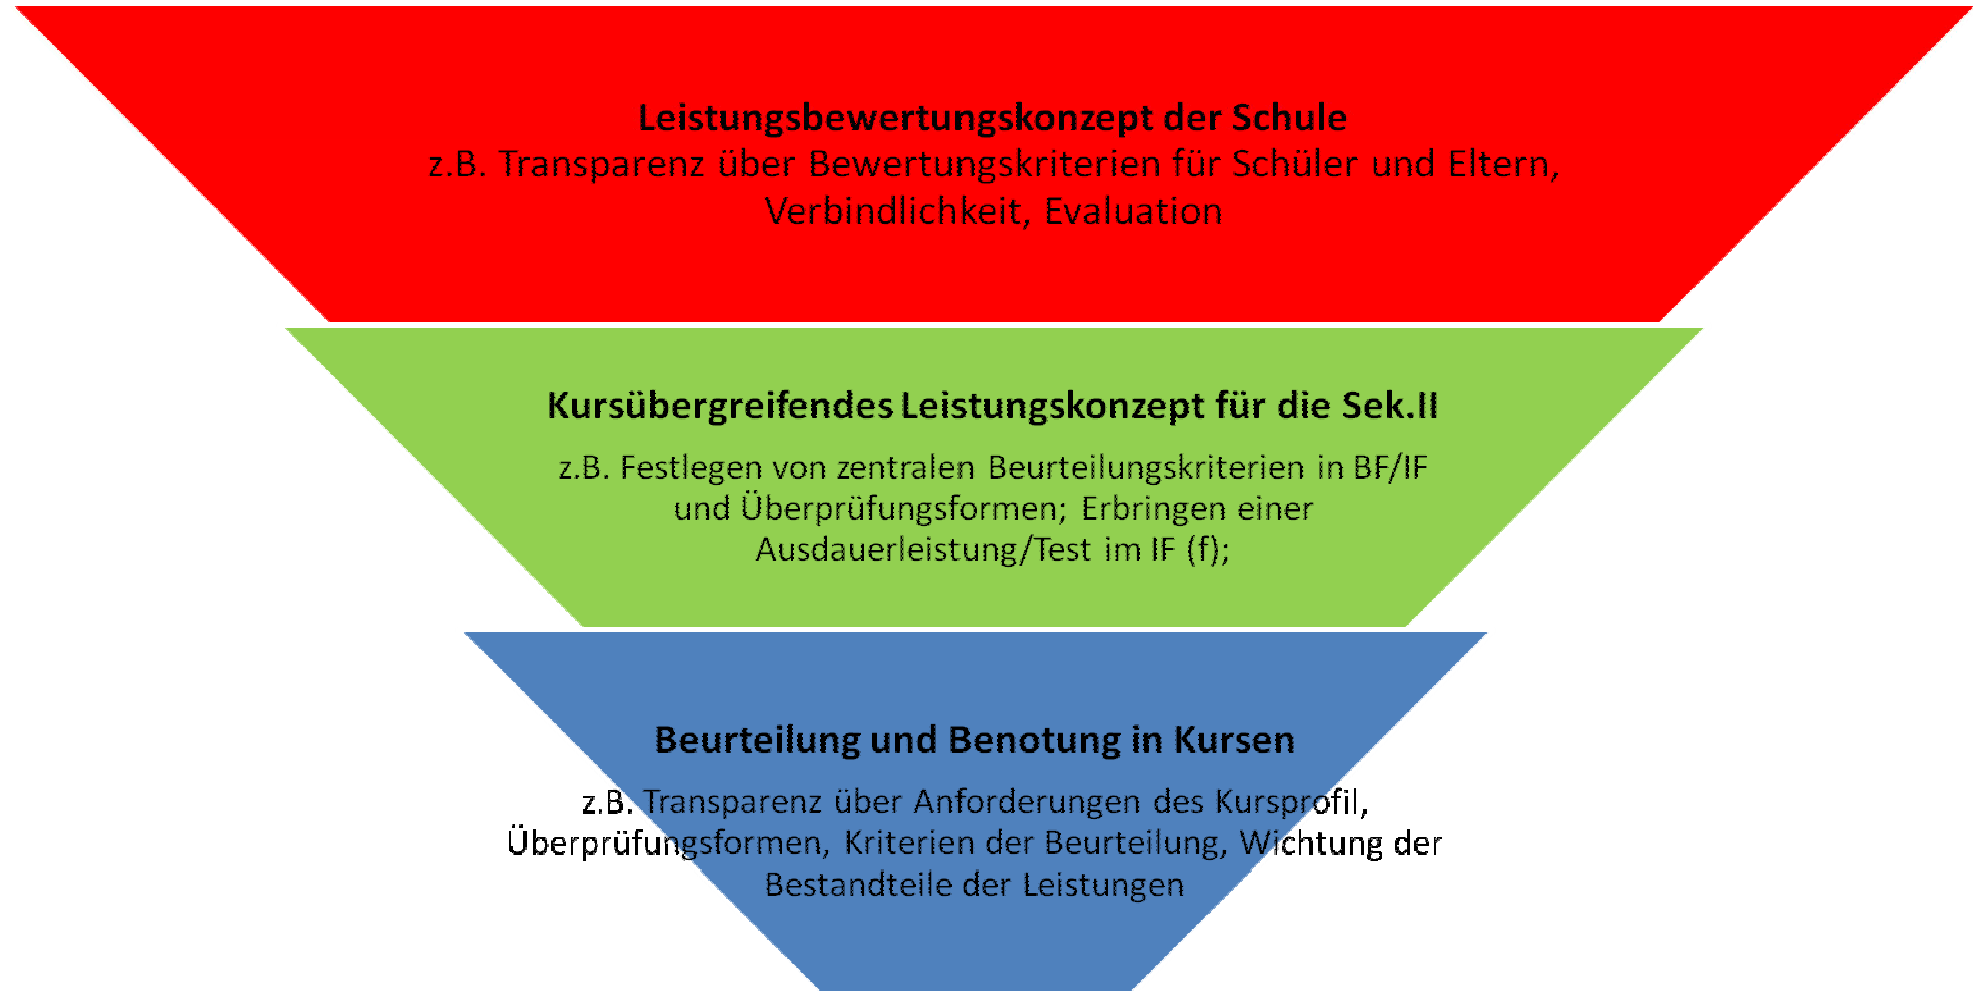 Leistungsbewertungskonzept der Schule
z.B. Transparenz über Bewertungskriterien für Schüler und Eltern,
Verbindlichkeit, Evaluation
Kursübergreifendes Leistungskonzept für die Sek.II
z.B. Festlegen von zentralen Beurteilungskriterien in BF/IF
und Überprüfungsformen; Erbringen einer
Ausdauerleistung/Test im IF (f);
Beurteilung und Benotung in Kursen
z.B. Transparenz über Anforderungen des Kursprofil,
Überprüfungsformen, Kriterien der Beurteilung, Wichtung der
Bestandteile der Leistungen